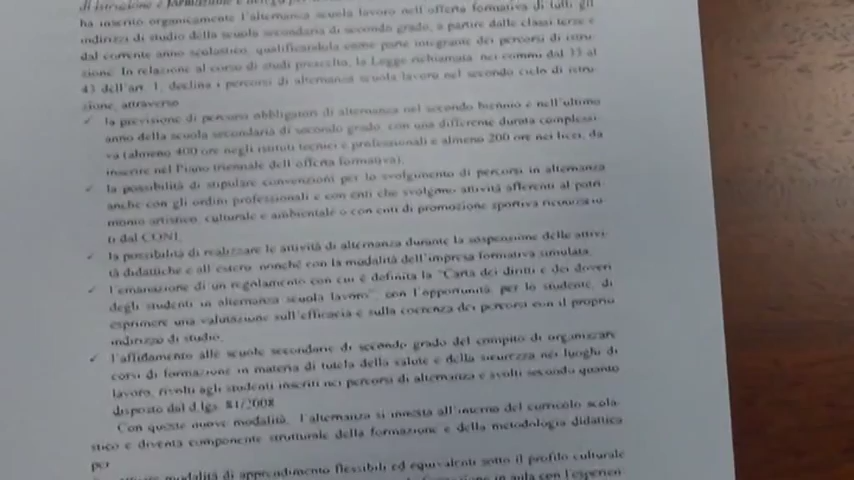 di istruzione e formazione e
ha inserito organicamente l'alternanza scuola lavoro nell'offerta formativa di tutti gli
indirizzi di studio della scuola secondaria di secondo grado, a partire dalle classi terze e
dal corrente anno scolastico, qualificandola come parte integrante dei percorsi di istru-
zione. In relazione al corso di studi prescelto, la Legge richiamata, nei commi dal 33 al
43 dell'art. 1, declina i percorsi di alternanza scuola lavoro nel secondo ciclo di istru-
zione, attraverso
✓ la previsione di percorsi obbligatori di alternanza nel secondo biennio e nell'ultimo
anno della scuola secondaria di secondo grado, con una differente durata complessi-
va (almeno 400 ore negli istituti tecnici e professionali e almeno 200 ore nei licei, da
inserire nel Piano triennale dell'offerta formativa);
✓ la possibilità di stipulare convenzioni per lo svolgimento di percorsi in alternanza
anche con gli ordini professionali e con enti che svolgono attività afferenti al patri-
monio artistico, culturale e ambientale o con enti di promozione sportiva riconosciu-
ti dal CONI
✓ la possibilità di realizzare le attività di alternanza durante la sospensione delle attivi-
tà didattiche e all'estero, nonché con la modalità dell'impresa formativa simulata,
✓ l'emanazione di un regolamento con cui è definita la "Carta dei diritti e dei doveri
degli studenti in alternanza scuola lavoro", con l'opportunità, per lo studente, di
esprimere una valutazione sull'efficacia e sulla coerenza dei percorsi con il proprio
indirizzo di studio,
✓ l'affidamento alle scuole secondarie di secondo grado del compito di organizzare
corsi di formazione in materia di tutela della salute e della sicurezza nei luoghi di
lavoro, rivolti agli studenti inseriti nei percorsi di alternanza e svolti secondo quanto
disposto dal d.lgs. 81/2008
Con queste nuove modalità, l'alternanza si innesta all'interno del curricolo scola-
stico e diventa componente strutturale della formazione e della metodologia didattica
per
modalità di apprendimento flessibili ed equivalenti sotto il profilo culturale
in aula con l'esperien-